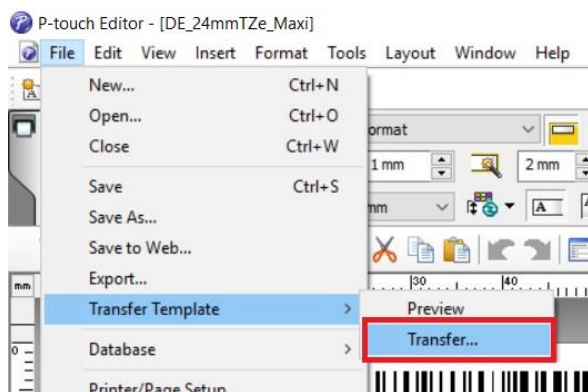 P-touch Editor - [DE_24mmTZe_Maxi]
File Edit View Insert Format Tools Layout Window Help
New... Ctrl+N
Open... Ctrl+O
ormat
Close Ctrl+W
1 mm 2 mm
Save Ctrl+S
mm A
Save As...
Save to Web...
Export...
mm 30 40
Transfer Template > Preview
Transfer...
0
Database >
Printer/Page Setup